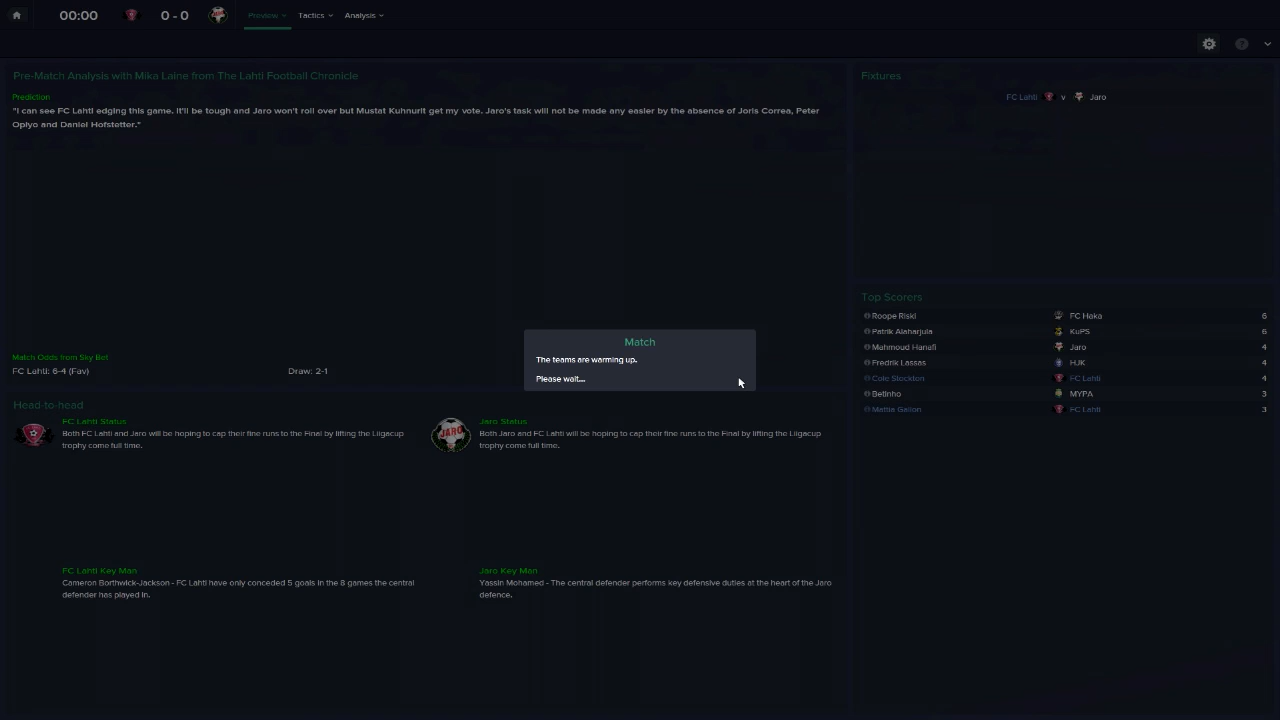 00:00
0 - 0
Preview
Tactics
Analysis
Pre-Match Analysis with Mika Laine from The Lahti Football Chronicle
Fixtures
Prediction
FC Lahti v Jaro
"I can see FC Lahti edging this game. It'll be tough and Jaro won't roll over but Mustat Kuhnurit get my vote. Jaro's task will not be made any easier by the absence of Joris Correa, Peter
Opiyo and Daniel Hofstetter."
Match Odds from Sky Bet
FC Lahti: 6-4 (Fav) Draw: 2-1
Top Scorers
Roope Riski FC Haka 6
Patrik Alaharjula KuPS 6
Mahmoud Hanafi Jaro 4
Fredrik Lassas HJK 4
Cole Stockton FC Lahti 4
Betinho MYPA 3
Mattia Gallon FC Lahti 3
Match
The teams are warming up.
Please wait...
Head-to-head
FC Lahti Status
Both FC Lahti and Jaro will be hoping to cap their fine runs to the Final by lifting the Liigacup
trophy come full time.
JARO
Jaro Status
Both Jaro and FC Lahti will be hoping to cap their fine runs to the Final by lifting the Liigacup
trophy come full time.
FC Lahti Key Man
Cameron Borthwick-Jackson - FC Lahti have only conceded 5 goals in the 8 games the central
defender has played in.
Jaro Key Man
Yassin Mohamed - The central defender performs key defensive duties at the heart of the Jaro
defence.